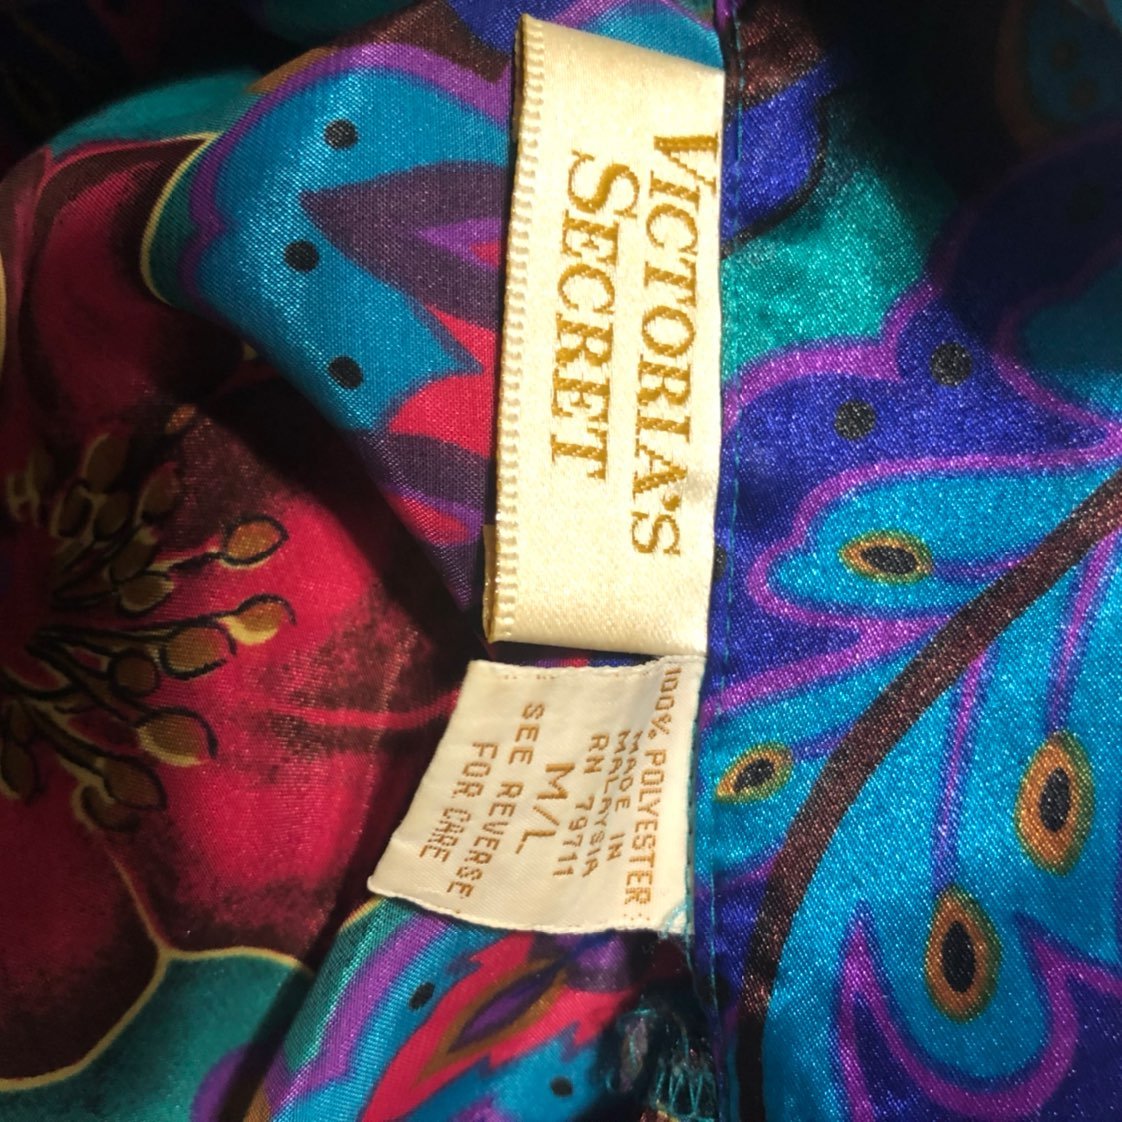 VICTORIA'S
SECRET
100% POLYESTER
MADE IN
MALAYSIA
RN 79711
M/L
SEE REVERSE
FOR CARE